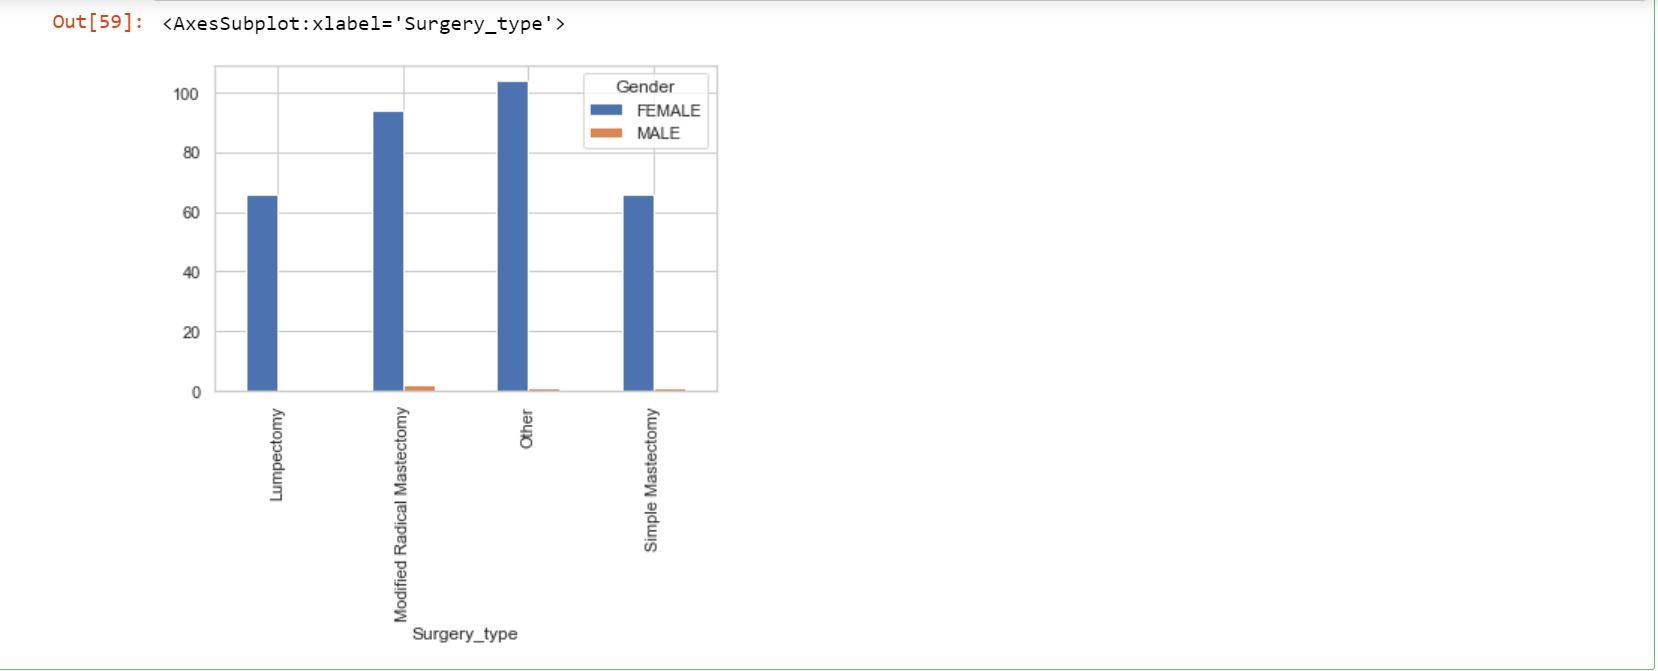 Out[59]: <AxesSubplot:xlabel='Surgery_type'>
Gender
FEMALE
MALE
100
80
60
40
20
0
Lumpectomy
Modified Radical Mastectomy
Other
Simple Mastectomy
Surgery_type